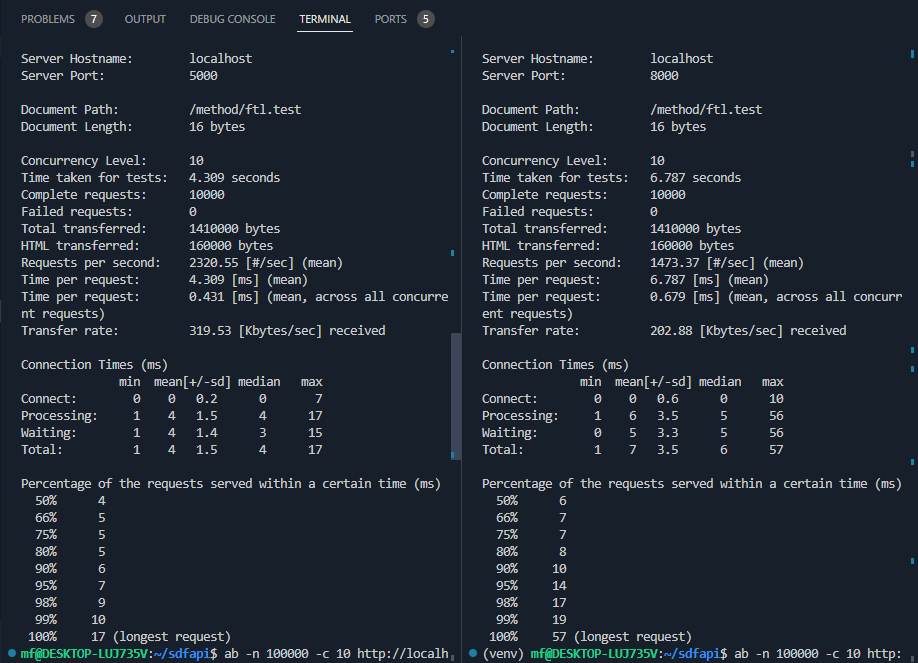 PROBLEMS 7 OUTPUT DEBUG CONSOLE TERMINAL PORTS 5
Server Hostname: localhost
Server Port: 5000
Document Path: /method/ftl.test
Document Length: 16 bytes
Concurrency Level: 10
Time taken for tests: 4.309 seconds
Complete requests: 10000
Failed requests: 0
Total transferred: 1410000 bytes
HTML transferred: 160000 bytes
Requests per second: 2320.55 [#/sec] (mean)
Time per request: 4.309 [ms] (mean)
Time per request: 0.431 [ms] (mean, across all concurre
nt requests)
Transfer rate: 319.53 [Kbytes/sec] received
Connection Times (ms)
min mean[+/-sd] median max
Connect: 0 0 0.2 0 7
Processing: 1 4 1.5 4 17
Waiting: 1 4 1.4 3 15
Total: 1 4 1.5 4 17
Percentage of the requests served within a certain time (ms)
50% 4
66% 5
75% 5
80% 5
90% 6
95% 7
98% 9
99% 10
100% 17 (longest request)
mf@DESKTOP-LUJ735V:~/sdfapi$ ab -n 100000 -c 10 http://localh
Server Hostname: localhost
Server Port: 8000
Document Path: /method/ftl.test
Document Length: 16 bytes
Concurrency Level: 10
Time taken for tests: 6.787 seconds
Complete requests: 10000
Failed requests: 0
Total transferred: 1410000 bytes
HTML transferred: 160000 bytes
Requests per second: 1473.37 [#/sec] (mean)
Time per request: 6.787 [ms] (mean)
Time per request: 0.679 [ms] (mean, across all concurr
ent requests)
Transfer rate: 202.88 [Kbytes/sec] received
Connection Times (ms)
min mean[+/-sd] median max
Connect: 0 0 0.6 0 10
Processing: 1 6 3.5 5 56
Waiting: 0 5 3.3 5 56
Total: 1 7 3.5 6 57
Percentage of the requests served within a certain time (ms)
50% 6
66% 7
75% 7
80% 8
90% 10
95% 14
98% 17
99% 19
100% 57 (longest request)
(venv) mf@DESKTOP-LUJ735V:~/sdfapi$ ab -n 100000 -c 10 http: